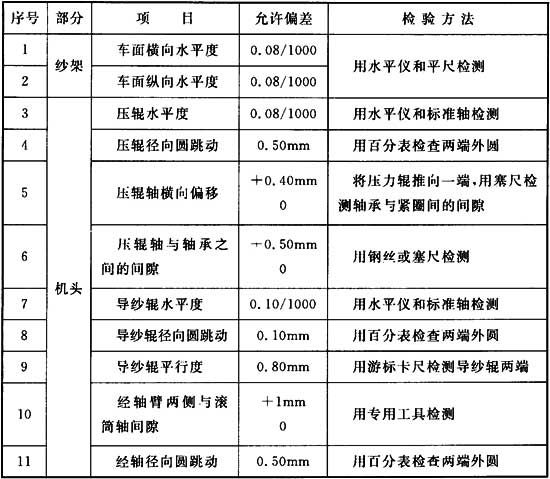 序号 部分 项 目 允许偏差 检验方法
1 纱架 车面横向水平度 0.08/1000 用水平仪和平尺检测
2 车面纵向水平度 0.08/1000
3 机头 压辊水平度 0.08/1000 用水平仪和标准轴检测
4 压辊径向圆跳动 0.50mm 用百分表检查两端外圆
5 压辊轴横向偏移 +0.40mm 0 将压力辊推向一端,用塞尺检
测轴承与紧圈间的间隙
6 压辊轴与轴承之 +0.50mm 0 用钢丝或塞尺检测
间的间隙
7 导纱辊水平度 0.10/1000 用水平仪和标准轴检测
8 导纱辊径向圆跳动 0.10mm 用百分表检查两端外圆
9 导纱辊平行度 0.80mm 用游标卡尺检测导纱辊两端
10 经轴臂两侧与滚 +1mm 0 用专用工具检测
筒轴间隙
11 经轴径向圆跳动 0.50mm 用百分表检查两端外圆